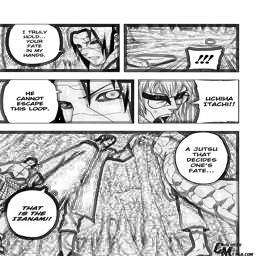 I TRULY
HOLD...
YOUR
FATE IN
MY
HANDS.
!!!
HE
CANNOT
ESCAPE
THIS LOOP.
UCHIHA
ITACHI!!
A JUTSU
THAT
DECIDES
ONE'S
FATE...
THAT
IS THE
IZANAMI!